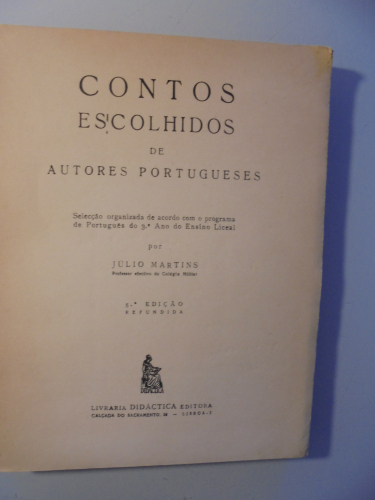 CONTOS
ESCOLHIDOS
DE
AUTORES PORTUGUESES
Selecção organizada de acordo com o programa
de Português do 3.º Ano do Ensino Liceal
por
JÚLIO MARTINS
Professor efectivo do Colégio Militar
5.ª EDIÇÃO
REFUNDIDA
DIDÁCTICA
LIVRARIA DIDÁCTICA EDITORA
CALÇADA DO SACRAMENTO, — LISBOA-2